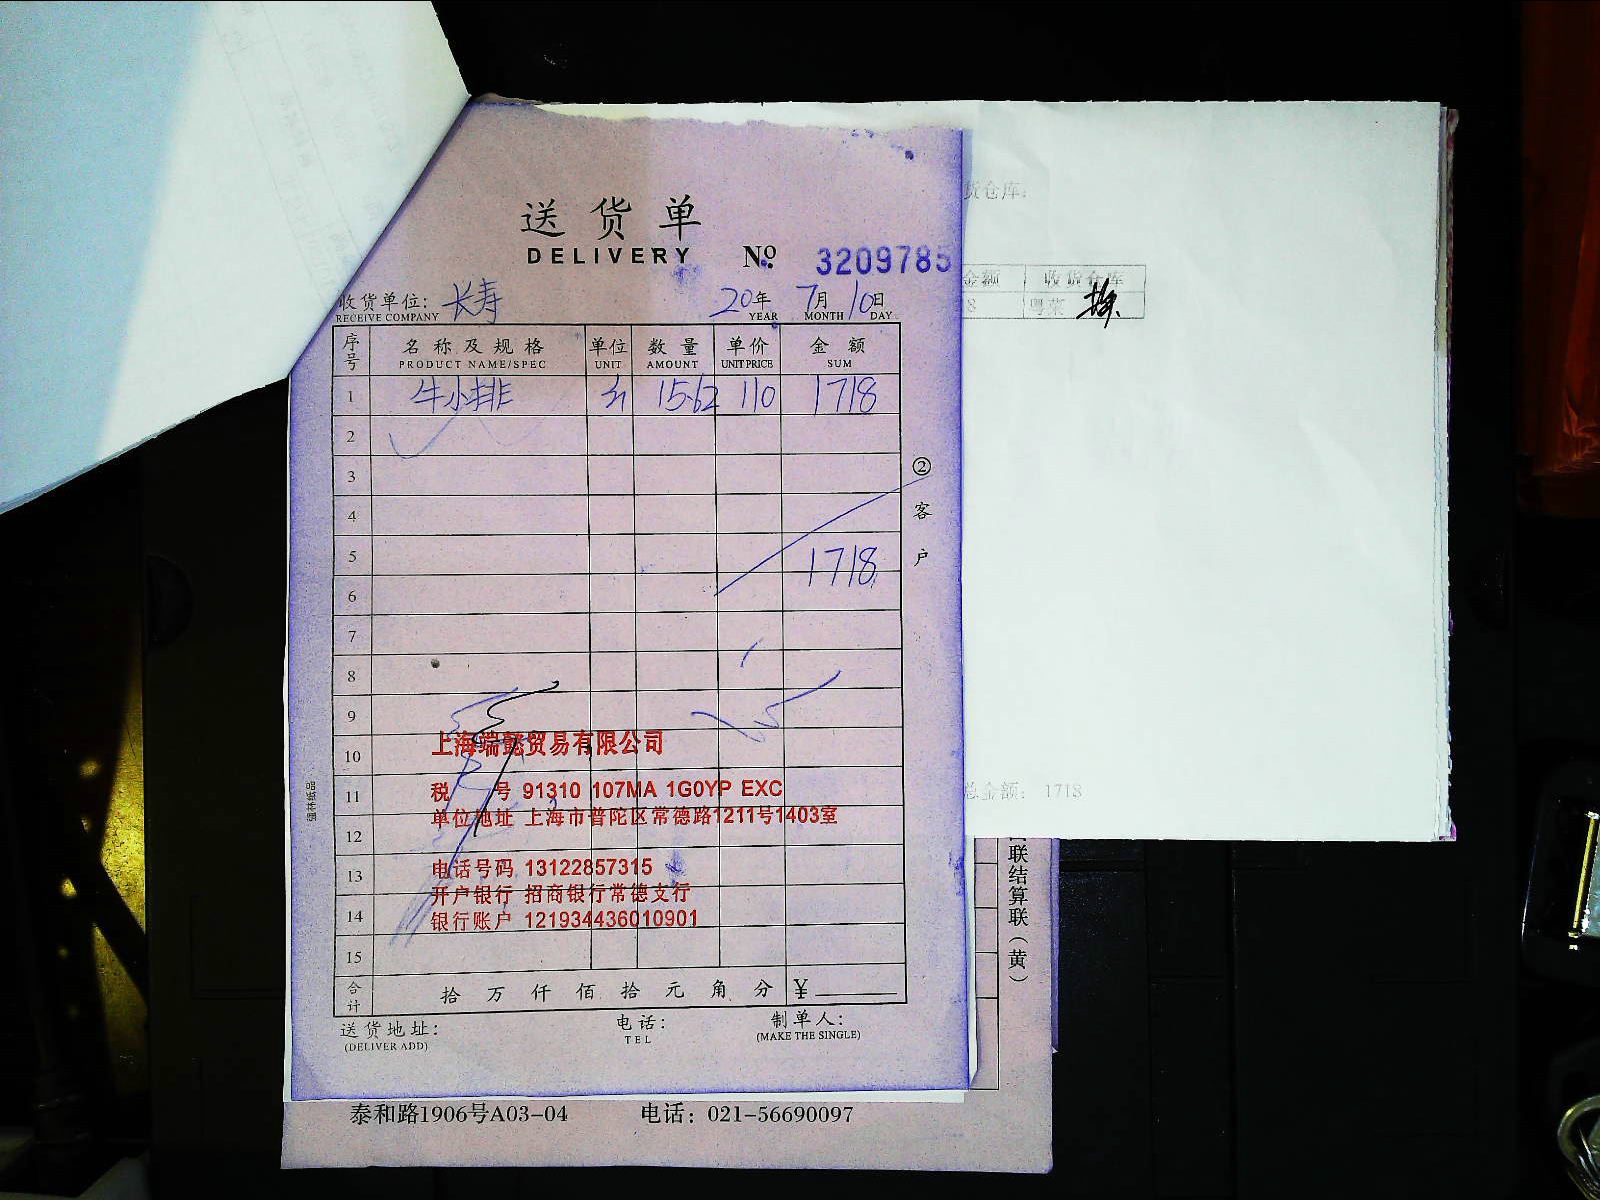 送货单
DELIVERY № 3209785
收货单位: 长寿 20年 7月 10日
RECEIVE COMPANY YEAR MONTH DAY
序号 名称及规格 单位 数量 单价 金额
PRODUCT NAME/SPEC UNIT AMOUNT UNIT PRICE SUM
1 牛小排 斤 15.62 110 1718
2
3
4
5 1718
6
7
8
9
10
11
12
13
14
15
上海端懿贸易有限公司
税号 91310 107MA 1G0YP EXC
单位地址 上海市普陀区常德路1211号1403室
电话号码 13122857315
开户银行 招商银行常德支行
银行账户 121934436010901
合计 拾万仟佰拾元角分 ¥
送货地址: 电话: 制单人:
(DELIVER ADD) TEL (MAKE THE SINGLE)
②客户
泰和路1906号A03-04 电话: 021-56690097
货仓库:
金额 收货仓库
8 粤菜
总金额: 1718
联结算联(黄)